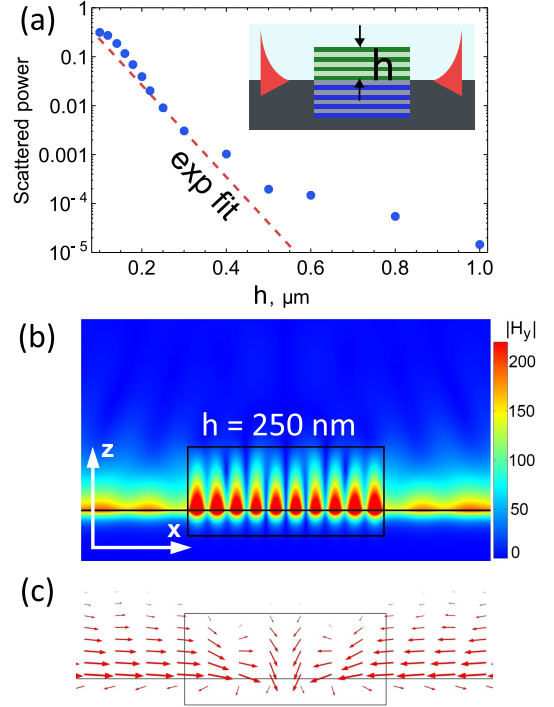 (a)
Scattered power
1
0.1
0.01
0.001
10⁻⁴
10⁻⁵
h
exp fit
0.2 0.4 0.6 0.8 1.0
h, μm
(b)
|Hy|
h = 250 nm
z
x
200
150
100
50
0
(c)